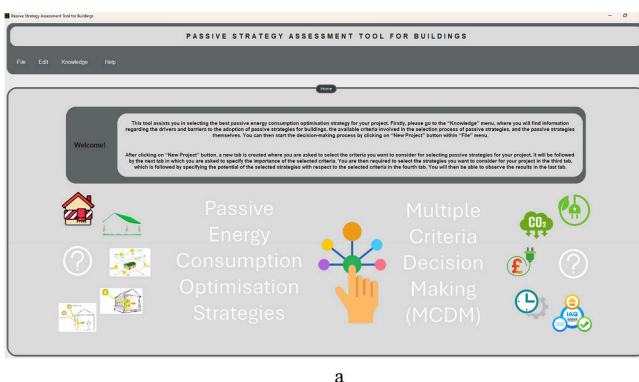 Passive Strategy Assessment Tool for Buildings
PASSIVE STRATEGY ASSESSMENT TOOL FOR BUILDINGS
File Edit Knowledge Help
Home
Welcome!
This tool assists you in selecting the best passive energy consumption optimisation strategy for your project. Firstly, please go to the "Knowledge" menu, where you will find information
regarding the drivers and barriers to the adoption of passive strategies for buildings, the available criteria involved in the selection process of passive strategies, and the passive strategies
themselves. You can then start the decision-making process by clicking on "New Project" button within "File" menu.
After clicking on "New Project" button, a new tab is created where you are asked to select the criteria you want to consider for selecting passive strategies for your project. It will be followed
by the next tab in which you are asked to specify the importance of the selected criteria. You are then required to select the strategies you want to consider for your project in the third tab,
which is followed by specifying the potential of the selected strategies with respect to the selected criteria in the fourth tab. You will then be able to observe the results in the last tab.
Passive
Energy
Consumption
Optimisation
Strategies
Multiple
Criteria
Decision
Making
(MCDM)
CO₂
£
?
?
IAQ
a